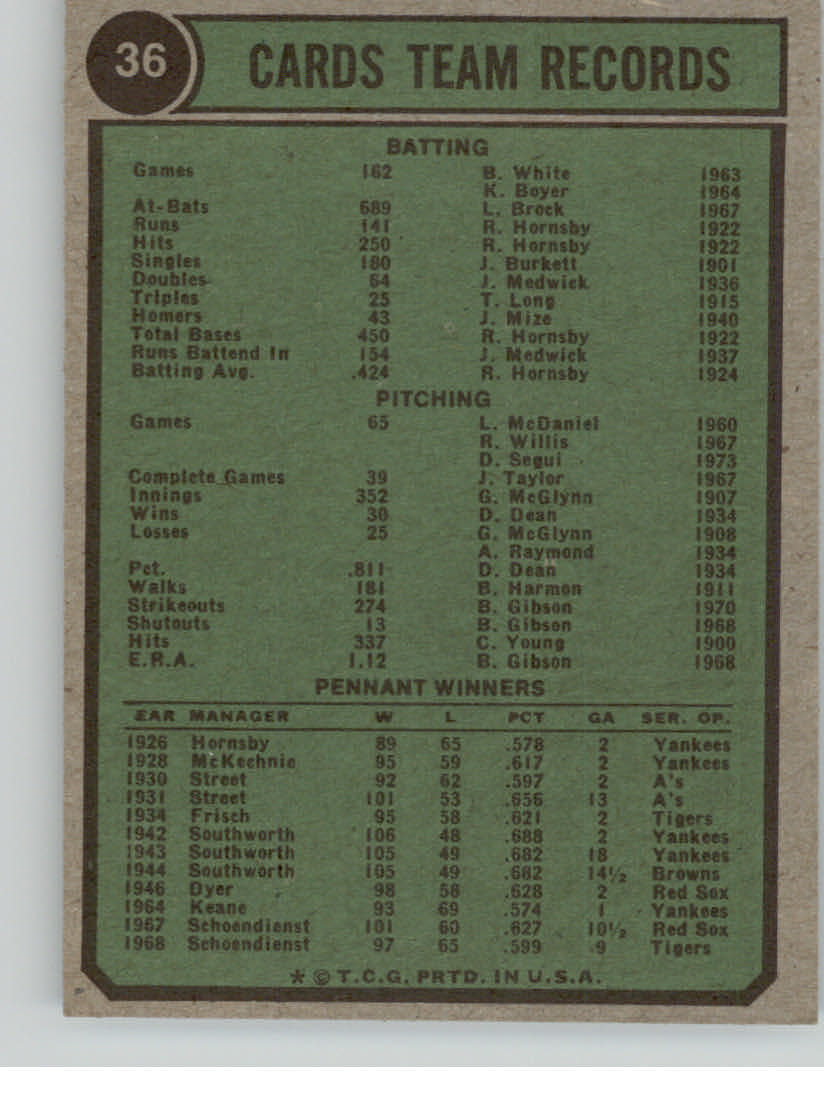 36 CARDS TEAM RECORDS
BATTING
Games 162 B. White 1963
K. Boyer 1964
At-Bats 689 L. Brock 1967
Runs 141 R. Hornsby 1922
Hits 250 R. Hornsby 1922
Singles 180 J. Burkett 1901
Doubles 64 J. Medwick 1936
Triples 25 T. Long 1915
Homers 43 J. Mize 1940
Total Bases 450 R. Hornsby 1922
Runs Battend In 154 J. Medwick 1937
Batting Avg. .424 R. Hornsby 1924
PITCHING
Games 65 L. McDaniel 1960
R. Willis 1967
D. Segui 1973
Complete Games 39 J. Taylor 1967
Innings 352 G. McGlynn 1907
Wins 30 D. Dean 1934
Losses 25 G. McGlynn 1908
A. Raymond 1934
Pct. .811 D. Dean 1934
Walks 181 B. Harmon 1911
Strikeouts 274 B. Gibson 1970
Shutouts 13 B. Gibson 1968
Hits 337 C. Young 1900
E.R.A. 1.12 B. Gibson 1968
PENNANT WINNERS
EAR MANAGER W L PCT GA SER. OP.
1926 Hornsby 89 65 .578 2 Yankees
1928 McKechnie 95 59 .617 2 Yankees
1930 Street 92 62 .597 2 A's
1931 Street 101 53 .656 13 A's
1934 Frisch 95 58 .621 2 Tigers
1942 Southworth 106 48 .688 2 Yankees
1943 Southworth 105 49 .682 18 Yankees
1944 Southworth 105 49 .682 14½ Browns
1946 Dyer 98 58 .628 2 Red Sox
1964 Keane 93 69 .574 1 Yankees
1967 Schoendienst 101 60 .627 10½ Red Sox
1968 Schoendienst 97 65 .599 9 Tigers
* © T.C.G. PRTD. IN U.S.A.